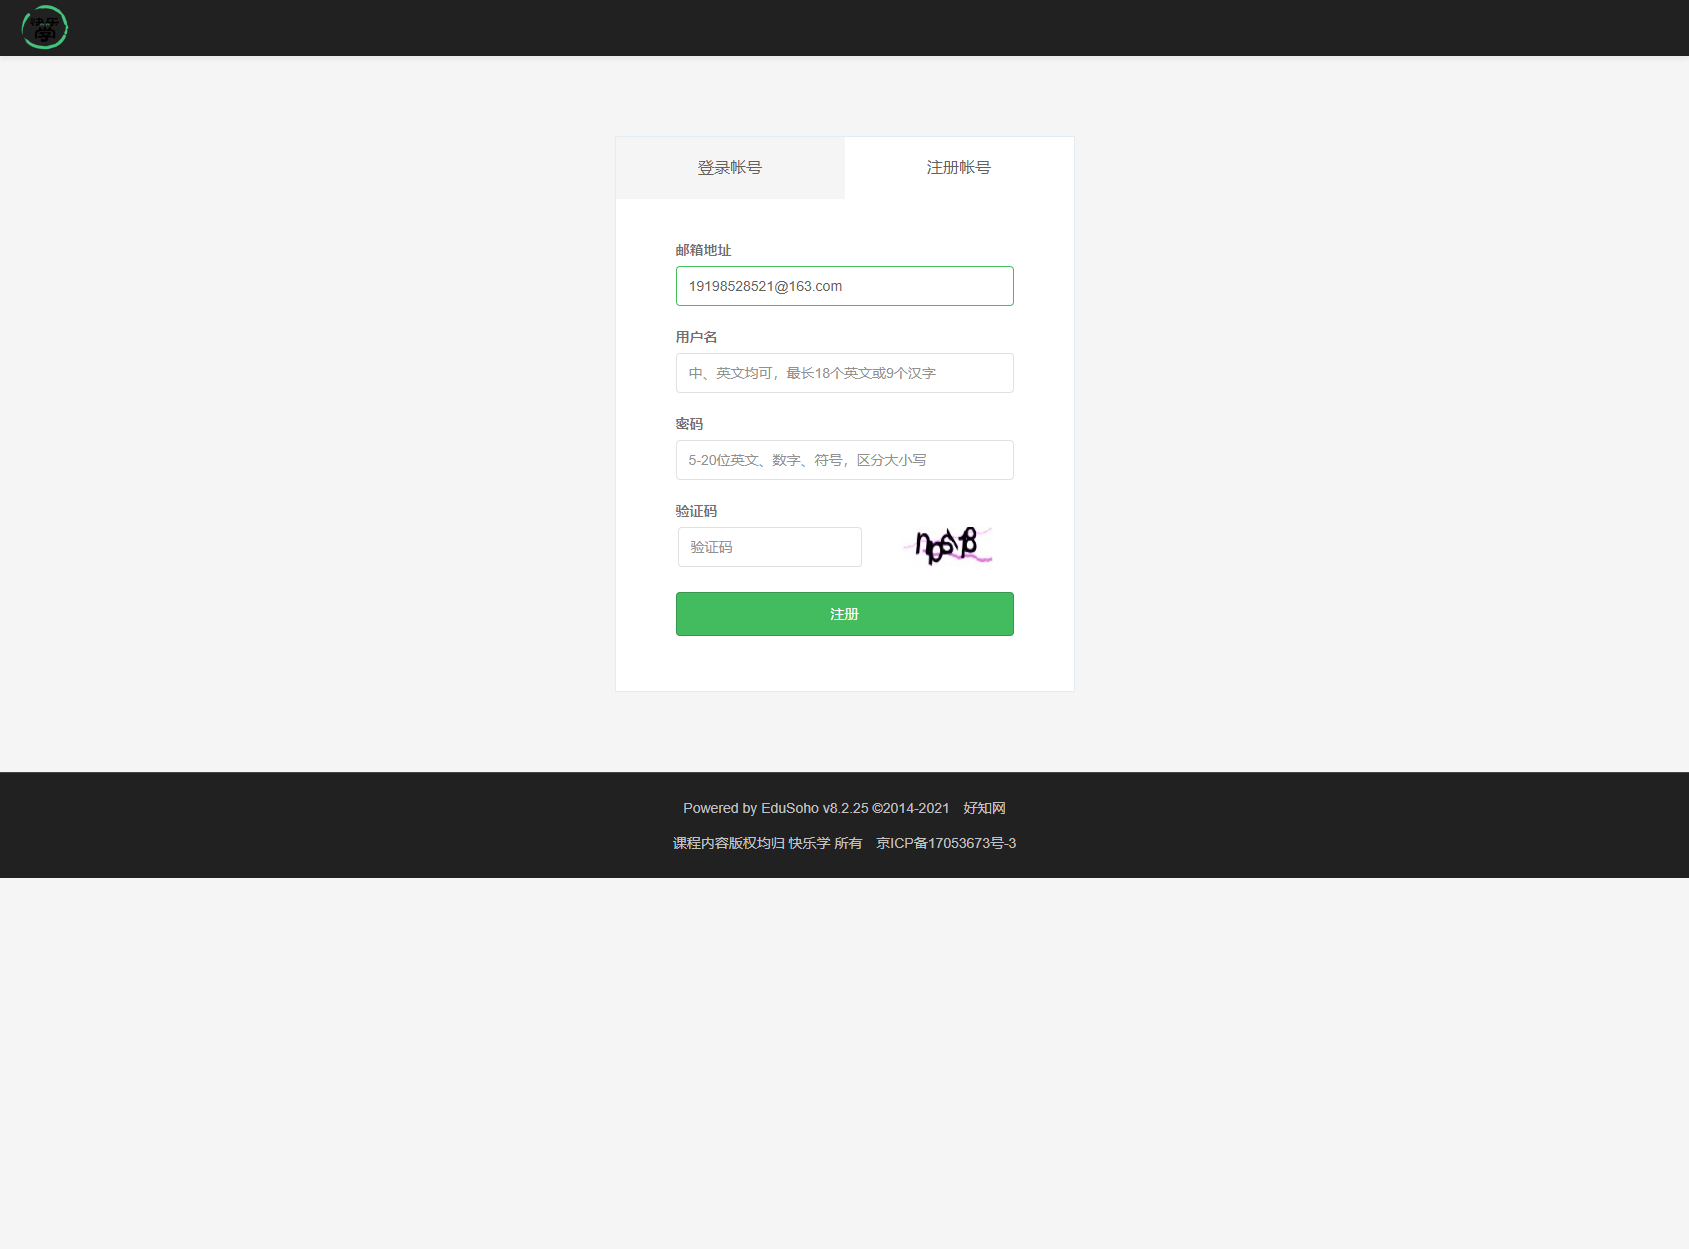 快乐
學
登录帐号
注册帐号
邮箱地址
19198528521@163.com
用户名
中、英文均可，最长18个英文或9个汉字
密码
5-20位英文、数字、符号，区分大小写
验证码
验证码
注册
Powered by EduSoho v8.2.25 ©2014-2021 好知网
课程内容版权均归 快乐学 所有 京ICP备17053673号-3